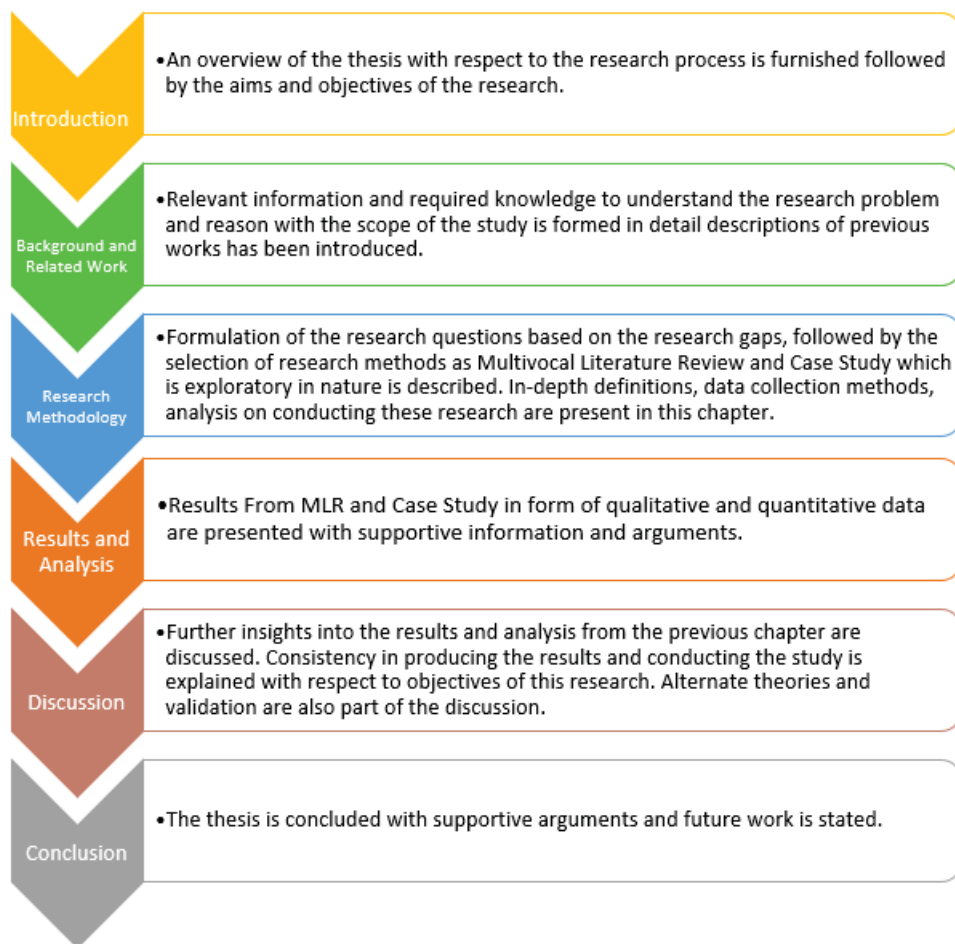 •An overview of the thesis with respect to the research process is furnished followed
by the aims and objectives of the research.
Introduction
•Relevant information and required knowledge to understand the research problem
and reason with the scope of the study is formed in detail descriptions of previous
works has been introduced.
Background and
Related Work
•Formulation of the research questions based on the research gaps, followed by the
selection of research methods as Multivocal Literature Review and Case Study which
is exploratory in nature is described. In-depth definitions, data collection methods,
analysis on conducting these research are present in this chapter.
Research
Methodology
•Results From MLR and Case Study in form of qualitative and quantitative data
are presented with supportive information and arguments.
Results and
Analysis
•Further insights into the results and analysis from the previous chapter are
discussed. Consistency in producing the results and conducting the study is
explained with respect to objectives of this research. Alternate theories and
validation are also part of the discussion.
Discussion
•The thesis is concluded with supportive arguments and future work is stated.
Conclusion